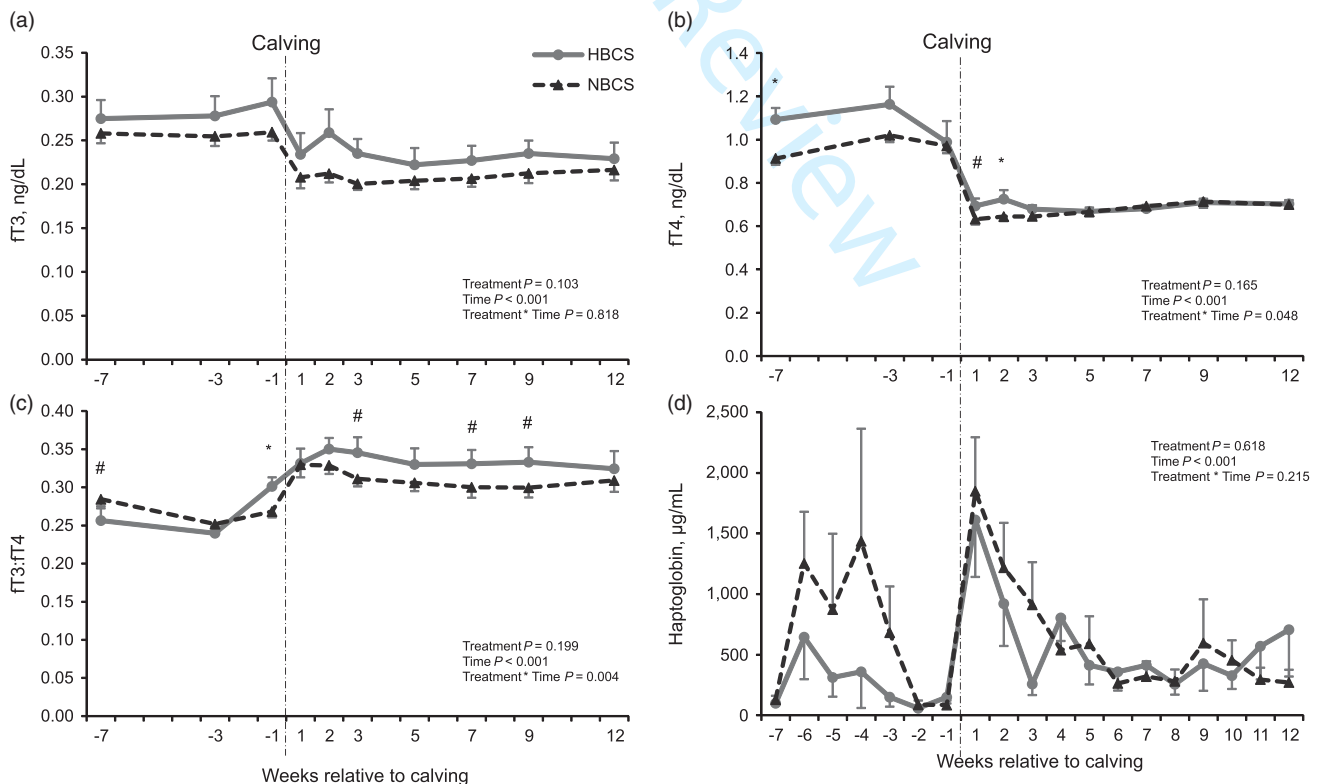 (a)
Calving
HBCS
NBCS
0.35
0.30
0.25
0.20
0.15
0.10
0.05
0.00
fT3, ng/dL
Treatment P = 0.103
Time P < 0.001
Treatment * Time P = 0.818
-7 -3 -1 1 2 3 5 7 9 12
(b)
Review
Calving
1.4
1.2
1.0
0.8
0.6
0.4
0.2
0.0
fT4, ng/dL
*
# *
Treatment P = 0.165
Time P < 0.001
Treatment * Time P = 0.048
-7 -3 -1 1 2 3 5 7 9 12
(c)
0.40
0.35
0.30
0.25
0.20
0.15
0.10
0.05
0.00
fT3:fT4
# * # # #
Treatment P = 0.199
Time P < 0.001
Treatment * Time P = 0.004
-7 -3 -1 1 2 3 5 7 9 12
Weeks relative to calving
(d)
2,500
2,000
1,500
1,000
500
0
Haptoglobin, µg/mL
Treatment P = 0.618
Time P < 0.001
Treatment * Time P = 0.215
-7 -6 -5 -4 -3 -2 -1 1 2 3 4 5 6 7 8 9 10 11 12
Weeks relative to calving